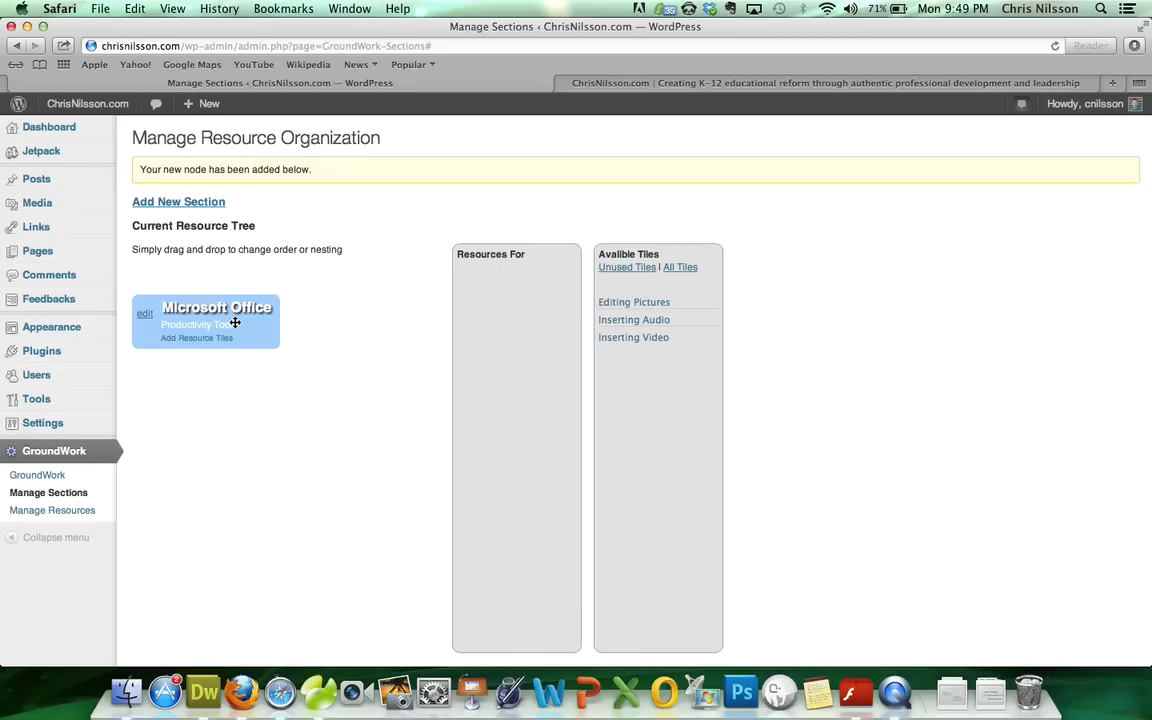 Safari File Edit View History Bookmarks Window Help 35 71% Mon 9:49 PM Chris Nilsson
Manage Sections ‹ ChrisNilsson.com — WordPress
chrisnilsson.com/wp-admin/admin.php?page=GroundWork-Sections# Reader
Apple Yahoo! Google Maps YouTube Wikipedia News Popular
Manage Sections ‹ ChrisNilsson.com — WordPress ChrisNilsson.com | Creating K–12 educational reform through authentic professional development and leadership
ChrisNilsson.com + New Howdy, cnilsson
Dashboard
Jetpack
Posts
Media
Links
Pages
Comments
Feedbacks
Appearance
Plugins
Users
Tools
Settings
GroundWork
GroundWork
Manage Sections
Manage Resources
Collapse menu
Manage Resource Organization
Your new node has been added below.
Add New Section
Current Resource Tree
Simply drag and drop to change order or nesting
edit
Microsoft Office
Productivity
Add Resource Tiles
Resources For
Avalible Tiles
Unused Tiles | All Tiles
Editing Pictures
Inserting Audio
Inserting Video
2 Dw Ps